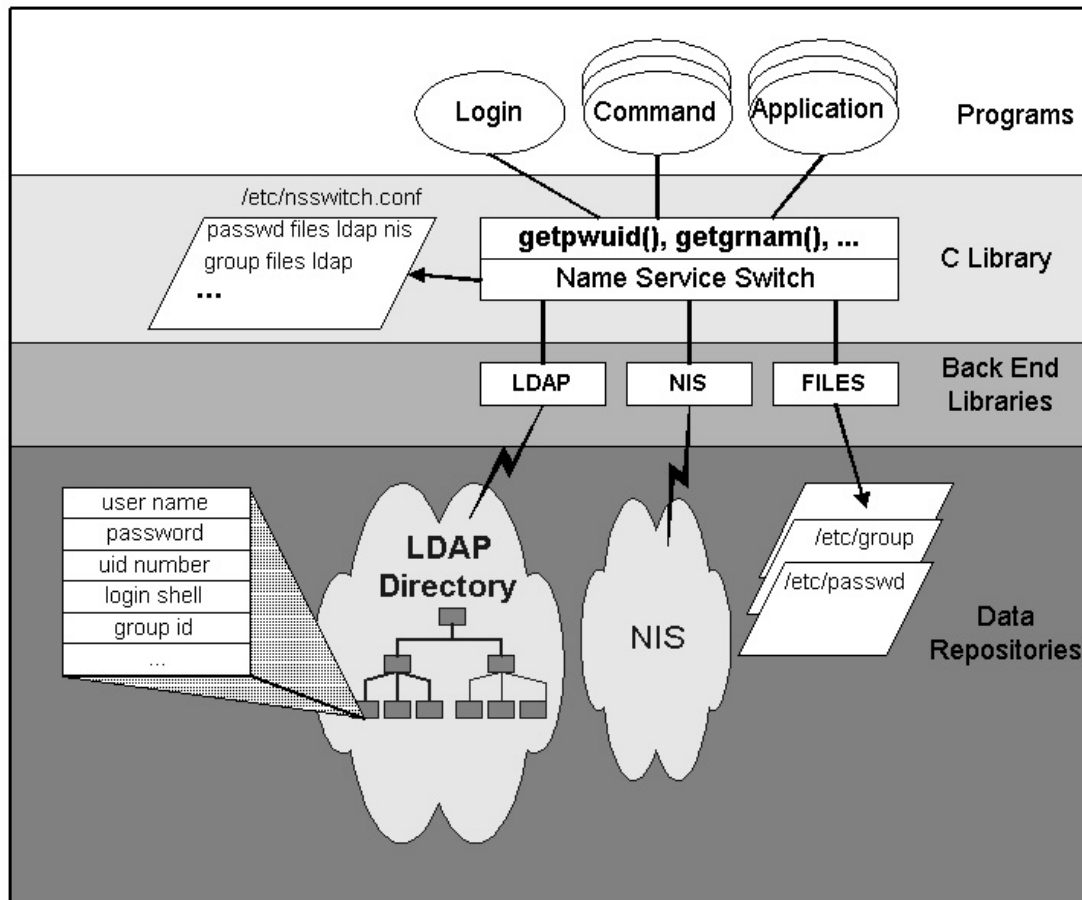 Login
Command
Application
Programs
/etc/nsswitch.conf
passwd files ldap nis
group files ldap
...
getpwuid(), getgrnam(), ...
Name Service Switch
C Library
LDAP
NIS
FILES
Back End
Libraries
user name
password
uid number
login shell
group id
...
LDAP
Directory
NIS
/etc/group
/etc/passwd
Data
Repositories